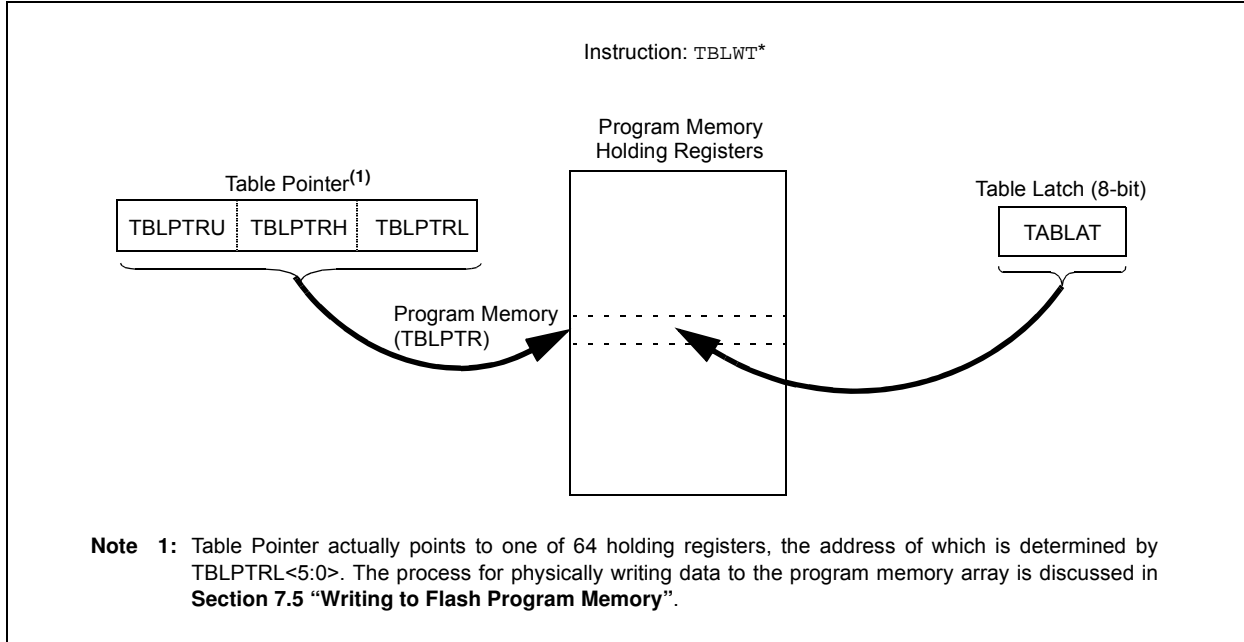 Instruction: TBLWT*
Program Memory
Holding Registers
Table Pointer(1)
Table Latch (8-bit)
TBLPTRU TBLPTRH TBLPTRL
TABLAT
Program Memory
(TBLPTR)
Note 1: Table Pointer actually points to one of 64 holding registers, the address of which is determined by
TBLPTRL<5:0>. The process for physically writing data to the program memory array is discussed in
Section 7.5 “Writing to Flash Program Memory”.